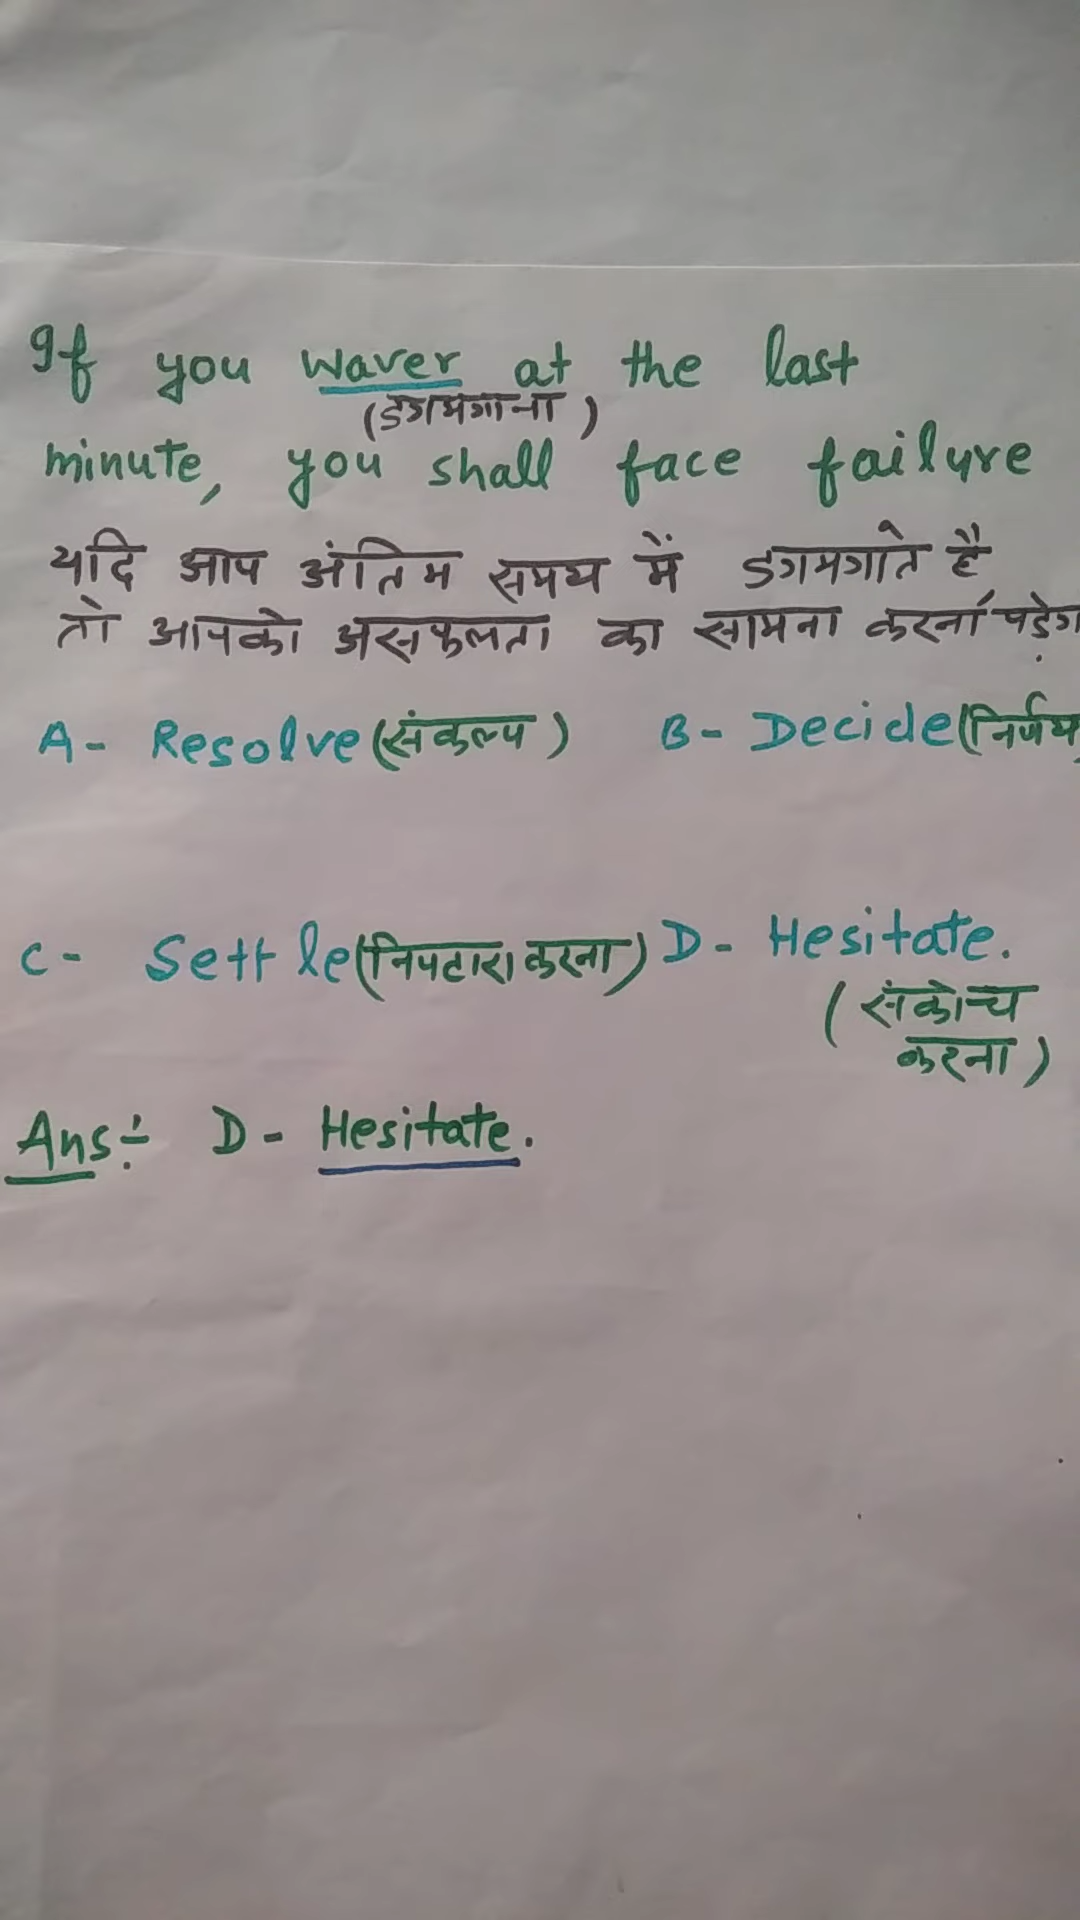 If you waver at the last
(डगमगाना)
minute, you shall face failure
यदि आप अंतिम समय में डगमगाते है
तो आपको असफलता का सामना करना पड़ेग
A- Resolve (संकल्प) B- Decide (निर्णय)
C- Settle (निपटारा करना) D- Hesitate.
(संकोच
करना)
Ans:- D- Hesitate.